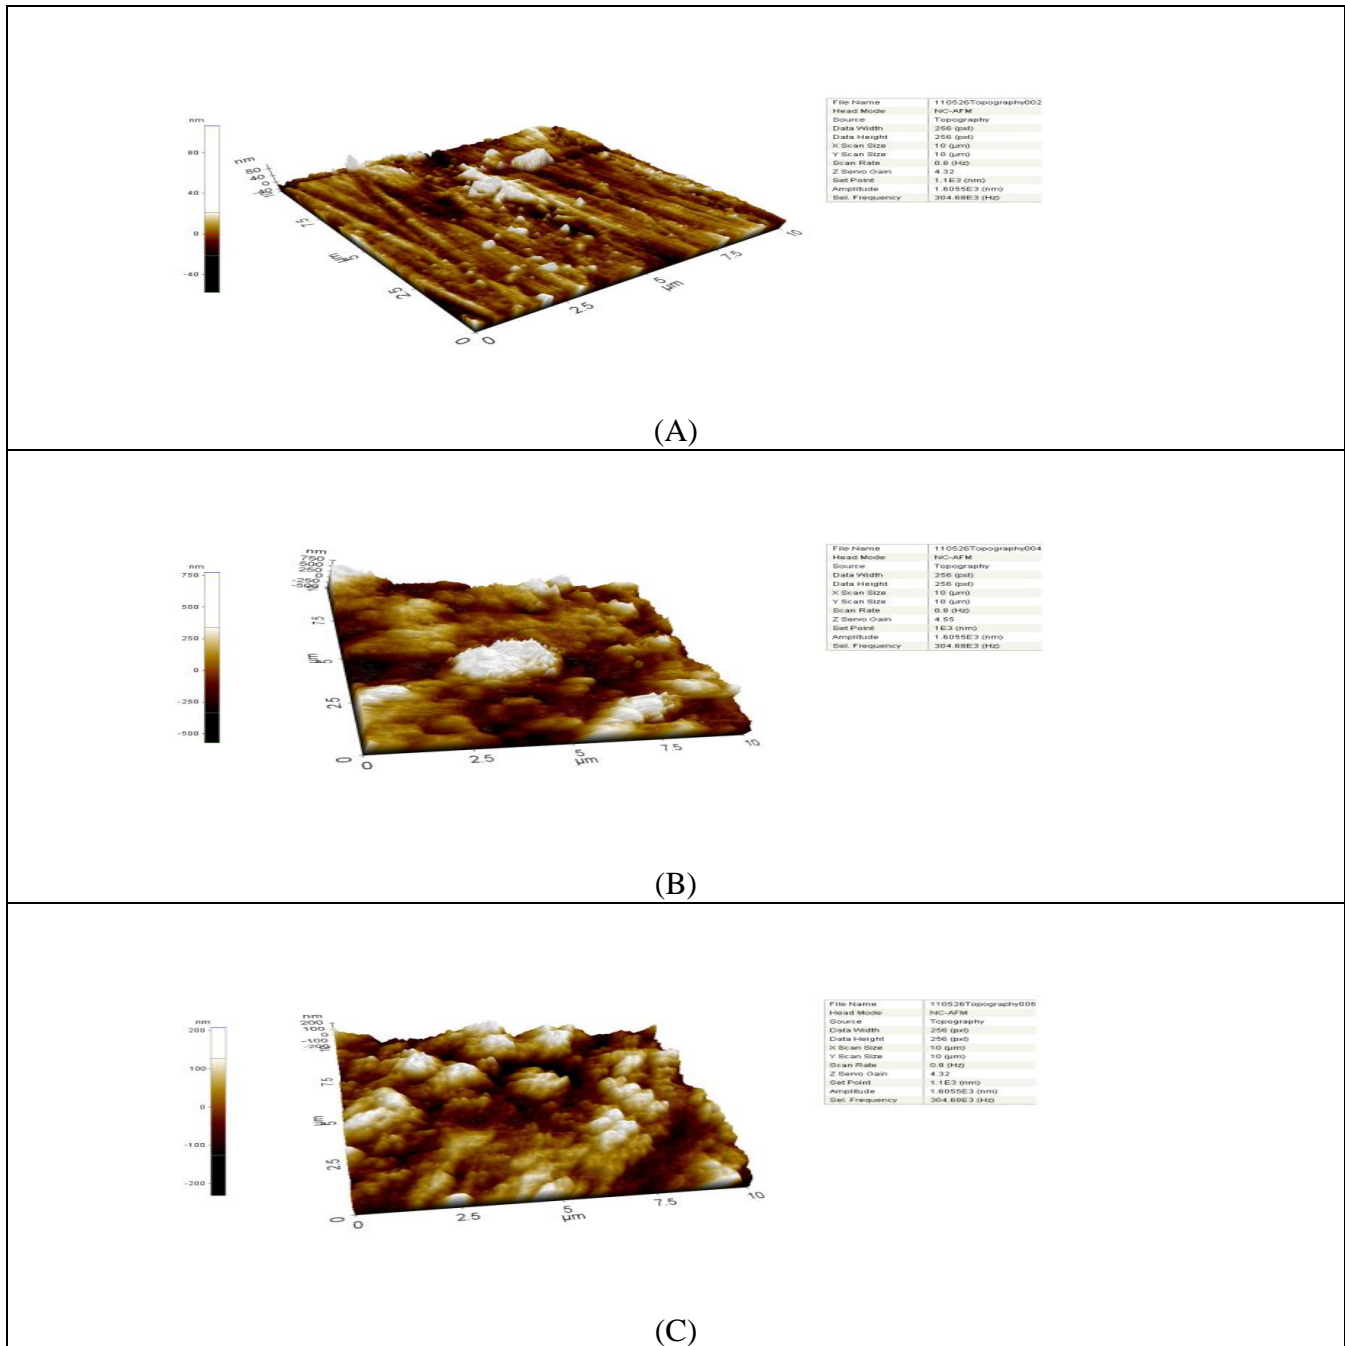 nm
80
40
0
-40
nm
80
40
0
7.5
5
µm
2.5
0
0
2.5
5
µm
7.5
10
File Name 110526Topography002
Head Mode NC-AFM
Source Topography
Data Width 256 (pxl)
Data Height 256 (pxl)
X Scan Size 10 (µm)
Y Scan Size 10 (µm)
Scan Rate 0.8 (Hz)
Z Servo Gain 4.32
Set Point 1.1E3 (nm)
Amplitude 1.6055E3 (nm)
Sel. Frequency 304.68E3 (Hz)
(A)
nm
750
500
250
0
-250
-500
nm
750
500
250
0
-250
-500
7.5
5
µm
2.5
0
0
2.5
5
µm
7.5
10
File Name 110526Topography004
Head Mode NC-AFM
Source Topography
Data Width 256 (pxl)
Data Height 256 (pxl)
X Scan Size 10 (µm)
Y Scan Size 10 (µm)
Scan Rate 0.8 (Hz)
Z Servo Gain 4.55
Set Point 1E3 (nm)
Amplitude 1.6055E3 (nm)
Sel. Frequency 304.68E3 (Hz)
(B)
nm
200
100
0
-100
-200
nm
200
100
0
-100
-200
7.5
5
µm
2.5
0
0
2.5
5
µm
7.5
10
File Name 110526Topography006
Head Mode NC-AFM
Source Topography
Data Width 256 (pxl)
Data Height 256 (pxl)
X Scan Size 10 (µm)
Y Scan Size 10 (µm)
Scan Rate 0.8 (Hz)
Z Servo Gain 4.32
Set Point 1.1E3 (nm)
Amplitude 1.6055E3 (nm)
Sel. Frequency 304.68E3 (Hz)
(C)